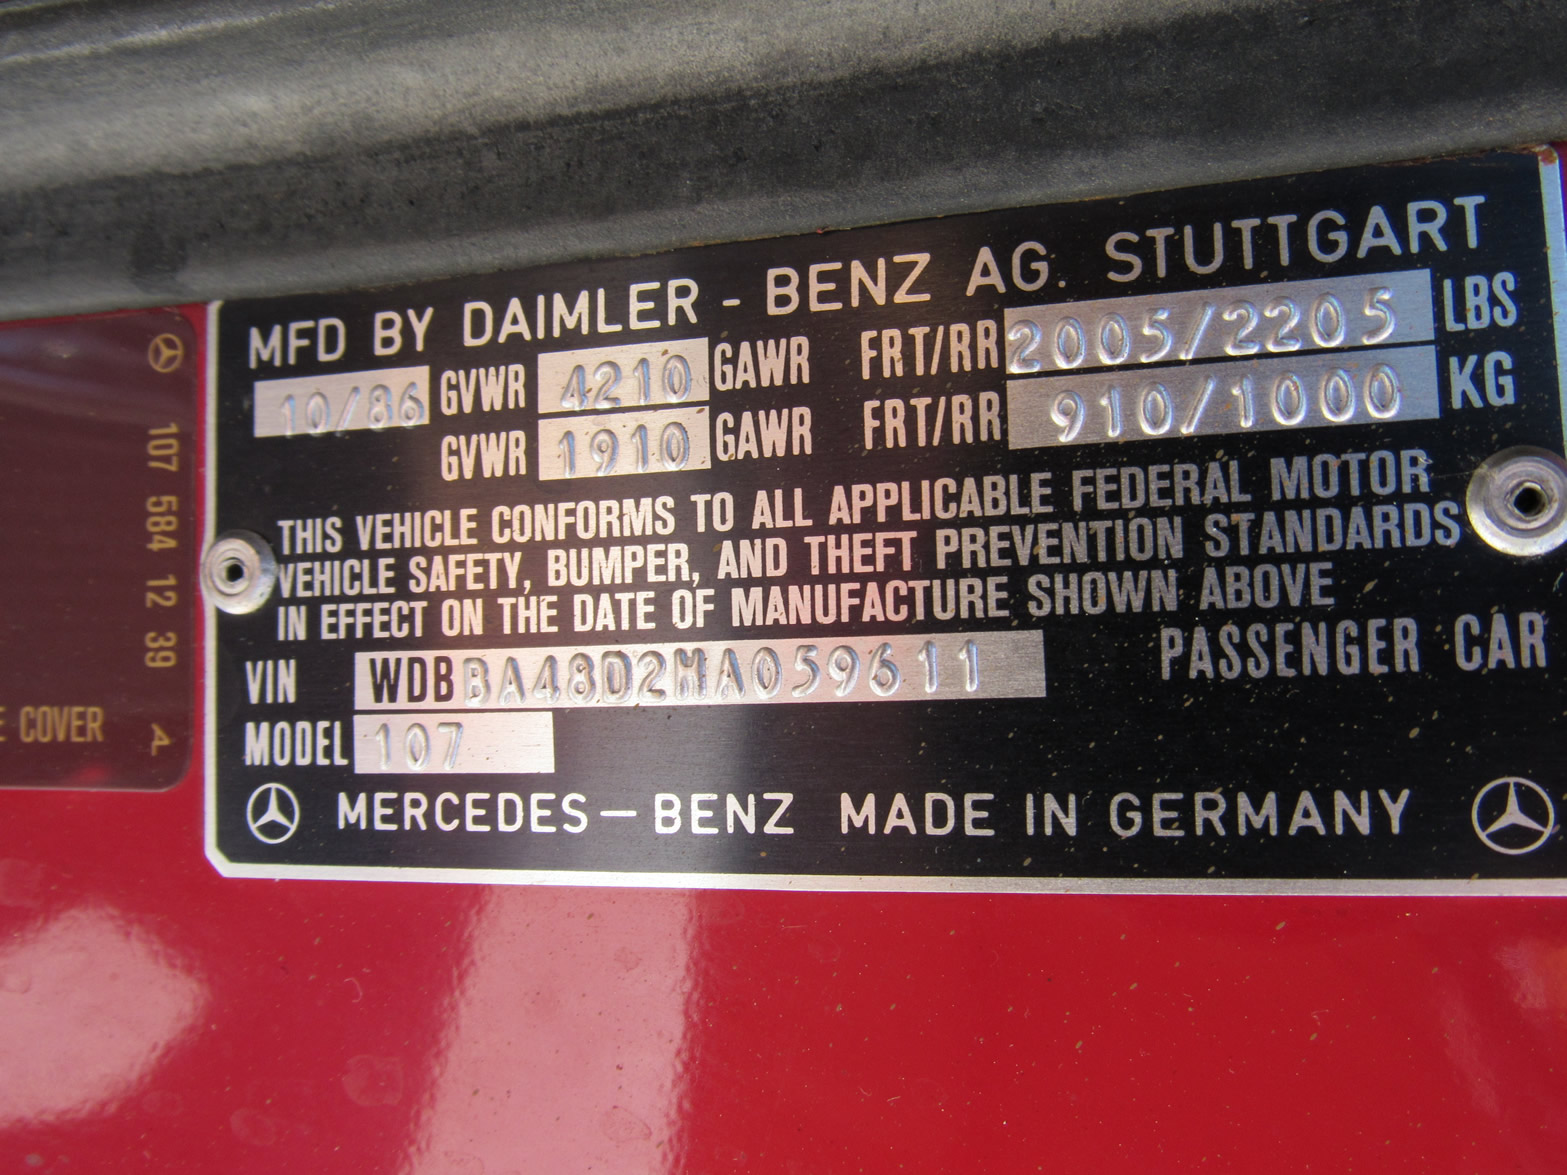 MFD BY DAIMLER - BENZ AG. STUTTGART
10/86 GVWR 4210 GAWR FRT/RR 2005/2205 LBS
GVWR 1910 GAWR FRT/RR 910/1000 KG
THIS VEHICLE CONFORMS TO ALL APPLICABLE FEDERAL MOTOR
VEHICLE SAFETY, BUMPER, AND THEFT PREVENTION STANDARDS
IN EFFECT ON THE DATE OF MANUFACTURE SHOWN ABOVE
VIN WDBBA48D2HA059611 PASSENGER CAR
MODEL 107
MERCEDES-BENZ MADE IN GERMANY
107 584 12 39
COVER